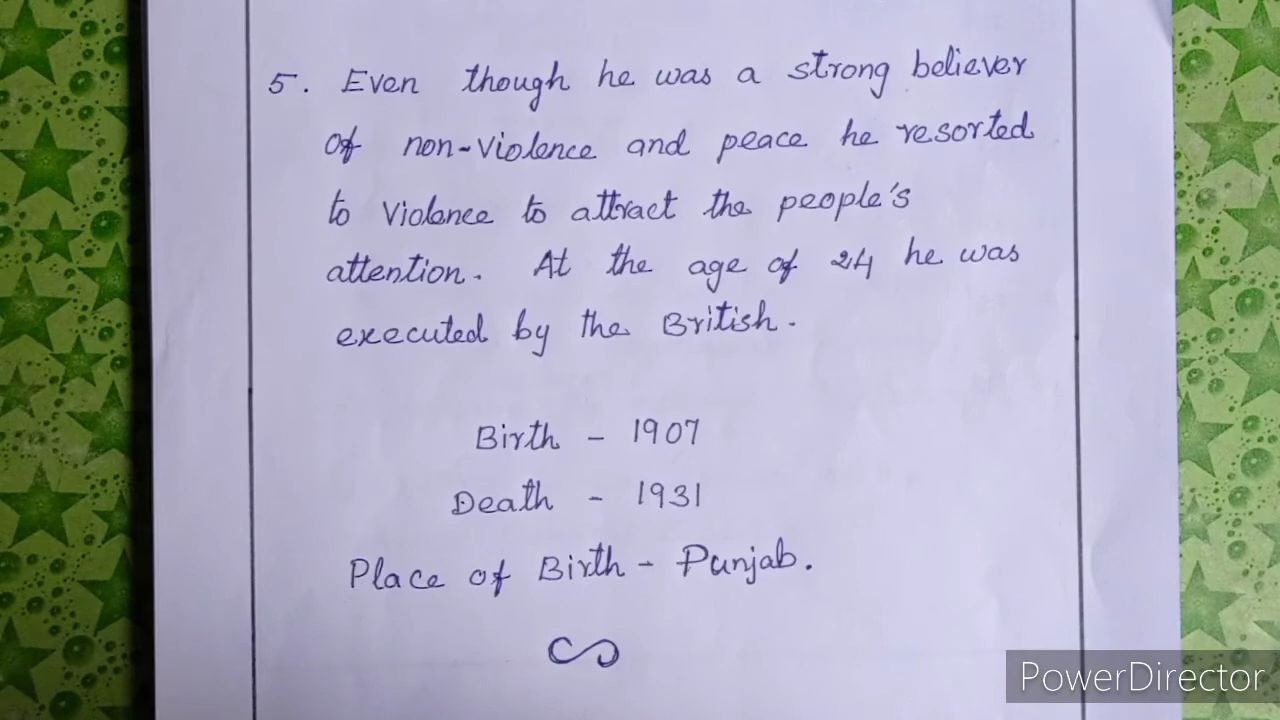 5. Even though he was a strong believer
of non-violence and peace he resorted
to violence to attract the people's
attention. At the age of 24 he was
executed by the British.
Birth - 1907
Death - 1931
Place of Birth - Punjab.
PowerDirector